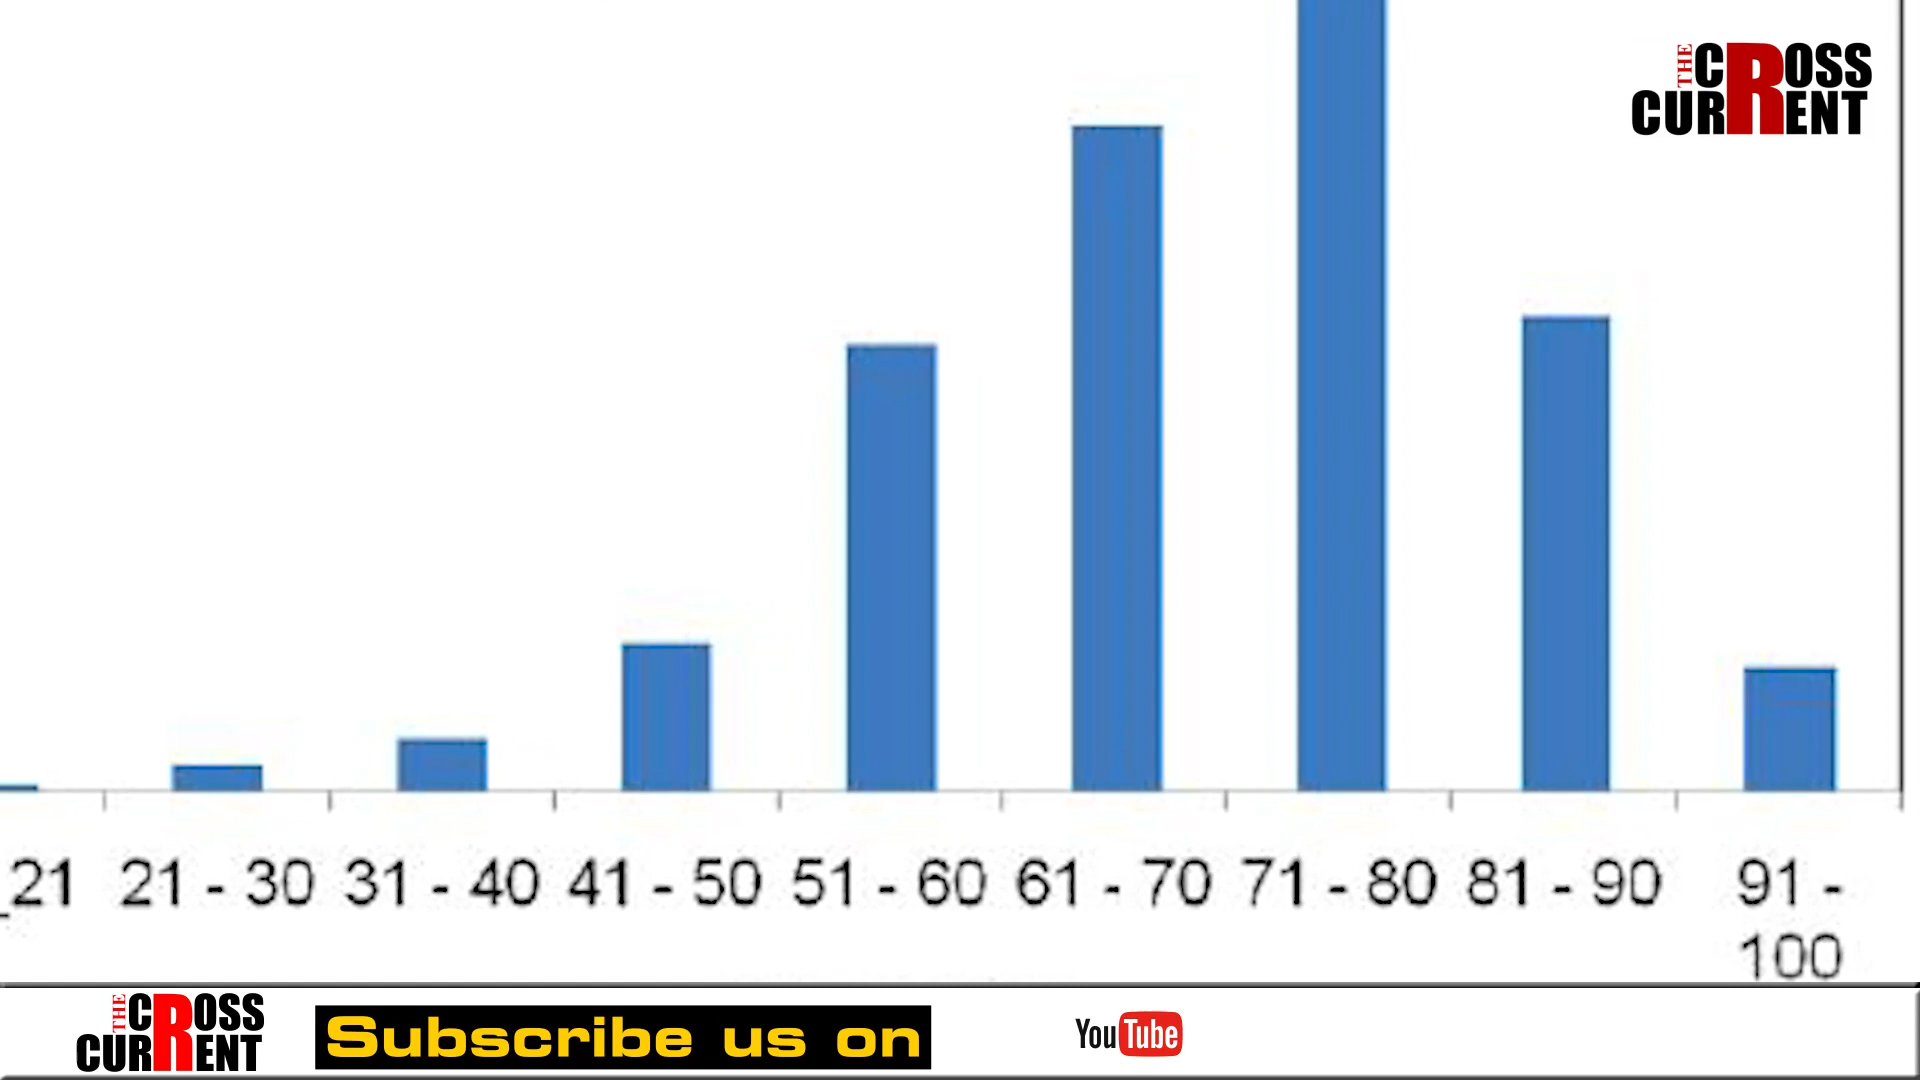 THE CROSS
CURRENT
_21 21 - 30 31 - 40 41 - 50 51 - 60 61 - 70 71 - 80 81 - 90 91 -
100
THE CROSS
CURRENT
Subscribe us on
YouTube